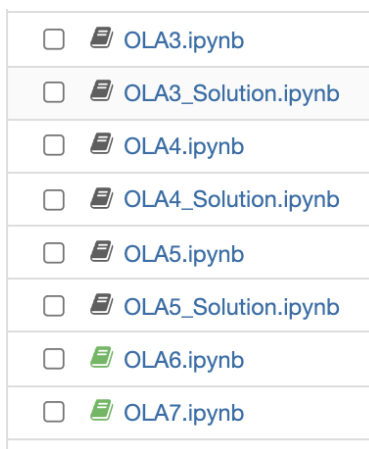 OLA3.ipynb
OLA3_Solution.ipynb
OLA4.ipynb
OLA4_Solution.ipynb
OLA5.ipynb
OLA5_Solution.ipynb
OLA6.ipynb
OLA7.ipynb